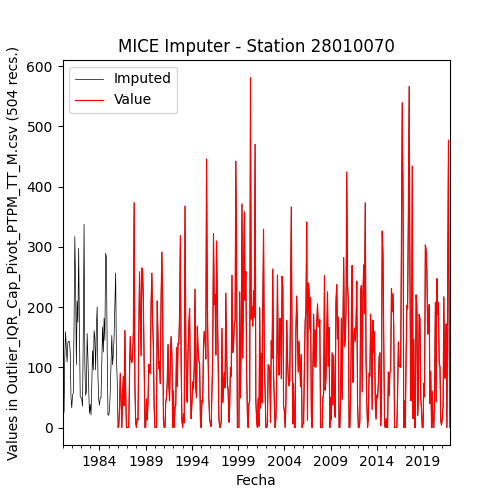 MICE Imputer - Station 28010070
Values in Outlier_IQR_Cap_Pivot_PTPM_TT_M.csv (504 recs.)
600
500
400
300
200
100
0
Imputed
Value
1984 1989 1994 1999 2004 2009 2014 2019
Fecha